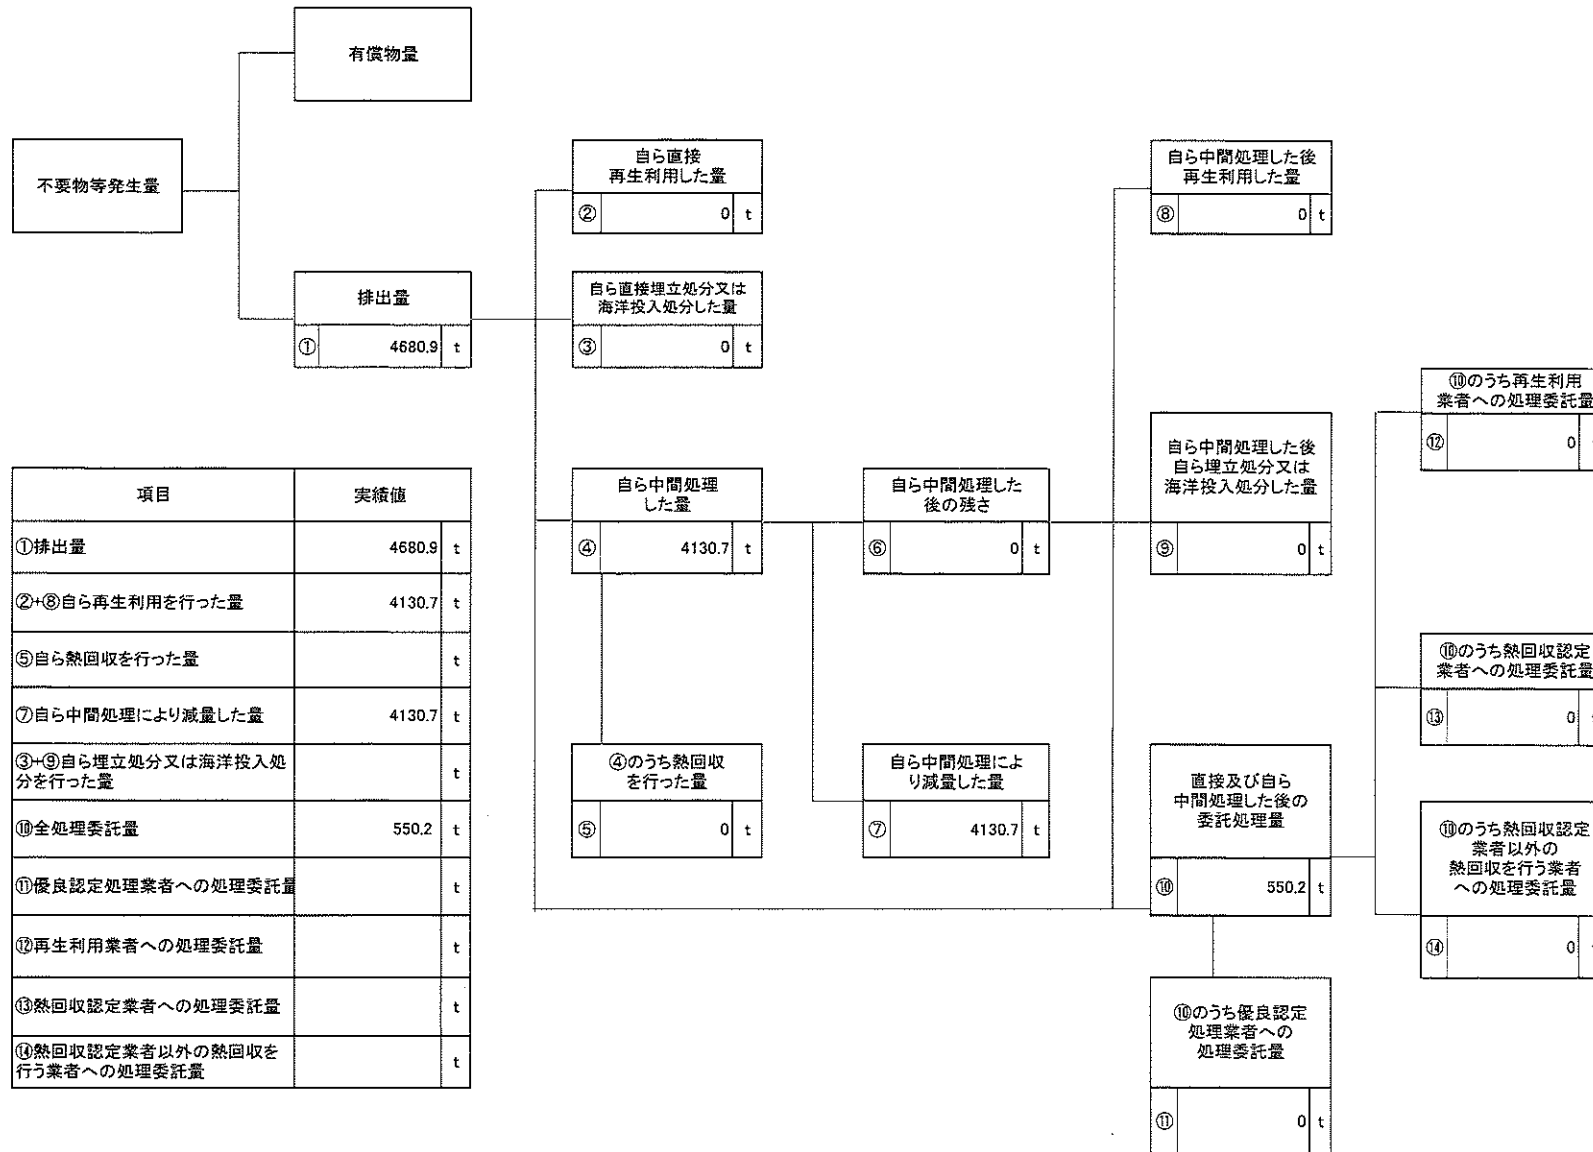 有償物量
不要物等発生量
排出量
① 4680.9 t
自ら直接
再生利用した量
② 0 t
自ら直接埋立処分又は
海洋投入処分した量
③ 0 t
自ら中間処理
した量
④ 4130.7 t
④のうち熱回収
を行った量
⑤ 0 t
自ら中間処理した
後の残さ
⑥ 0 t
自ら中間処理によ
り減量した量
⑦ 4130.7 t
自ら中間処理した後
再生利用した量
⑧ 0 t
自ら中間処理した後
自ら埋立処分又は
海洋投入処分した量
⑨ 0 t
直接及び自ら
中間処理した後の
委託処理量
⑩ 550.2 t
⑩のうち優良認定
処理業者への
処理委託量
⑪ 0 t
⑩のうち再生利用
業者への処理委託量
⑫ 0
⑩のうち熱回収認定
業者への処理委託量
⑬ 0
⑩のうち熱回収認定
業者以外の
熱回収を行う業者
への処理委託量
⑭ 0
項目 実績値
①排出量 4680.9 t
②+⑧自ら再生利用を行った量 4130.7 t
⑤自ら熱回収を行った量 t
⑦自ら中間処理により減量した量 4130.7 t
③+⑨自ら埋立処分又は海洋投入処
分を行った量 t
⑩全処理委託量 550.2 t
⑪優良認定処理業者への処理委託量 t
⑫再生利用業者への処理委託量 t
⑬熱回収認定業者への処理委託量 t
⑭熱回収認定業者以外の熱回収を
行う業者への処理委託量 t